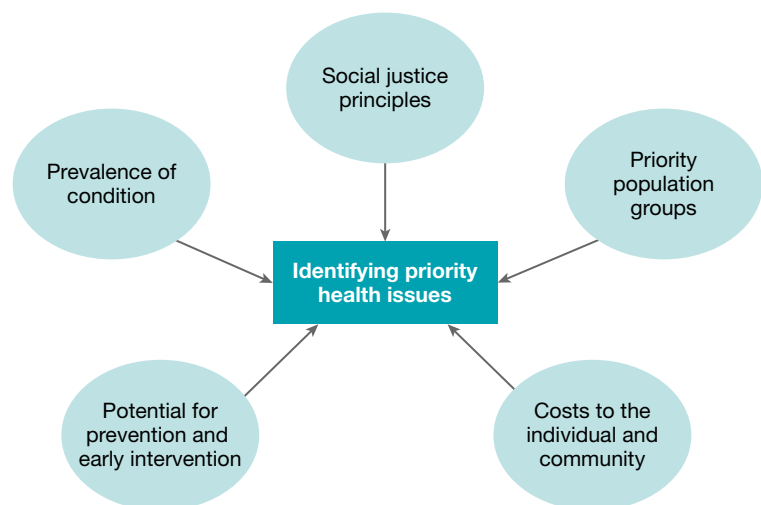 Social justice
principles
Prevalence of
condition
Priority
population
groups
Identifying priority
health issues
Potential for
prevention and
early intervention
Costs to the
individual and
community